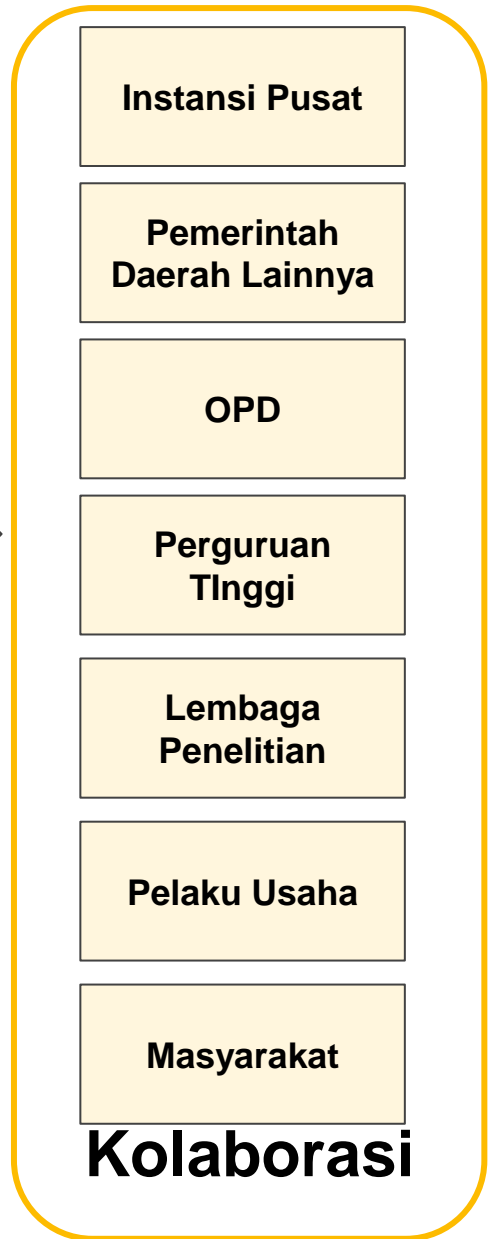 Instansi Pusat
Pemerintah
Daerah Lainnya
OPD
Perguruan
TInggi
Lembaga
Penelitian
Pelaku Usaha
Masyarakat
Kolaborasi